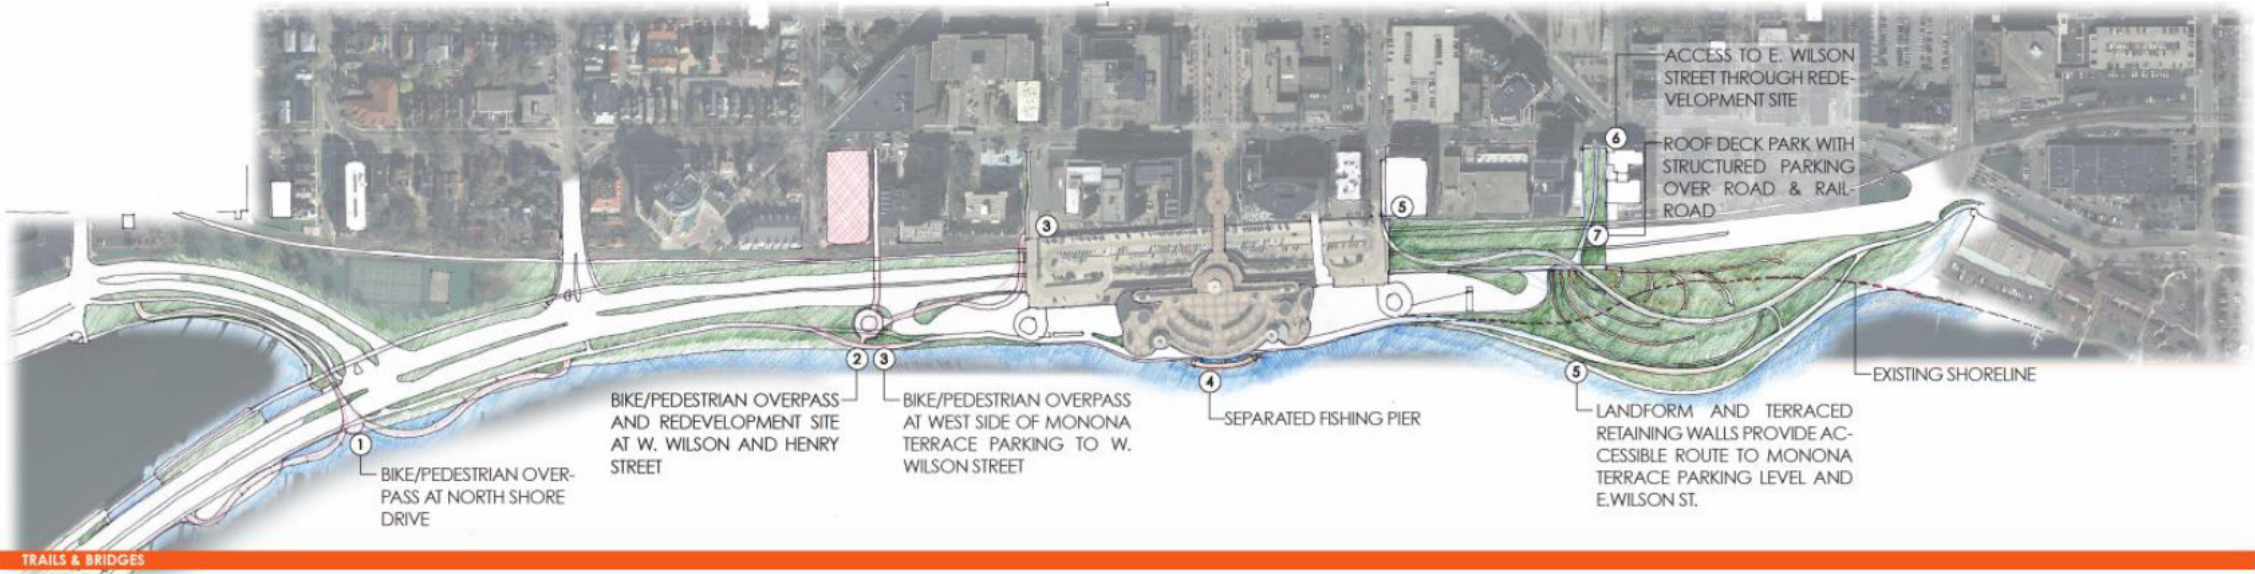 ACCESS TO E. WILSON
STREET THROUGH REDE-
VELOPMENT SITE
6
ROOF DECK PARK WITH
STRUCTURED PARKING
OVER ROAD & RAIL-
ROAD
5
3
7
2
3
4
5
1
EXISTING SHORELINE
BIKE/PEDESTRIAN OVERPASS
AND REDEVELOPMENT SITE
AT W. WILSON AND HENRY
STREET
BIKE/PEDESTRIAN OVERPASS
AT WEST SIDE OF MONONA
TERRACE PARKING TO W.
WILSON STREET
SEPARATED FISHING PIER
LANDFORM AND TERRACED
RETAINING WALLS PROVIDE AC-
CESSIBLE ROUTE TO MONONA
TERRACE PARKING LEVEL AND
E.WILSON ST.
BIKE/PEDESTRIAN OVER-
PASS AT NORTH SHORE
DRIVE
TRAILS & BRIDGES